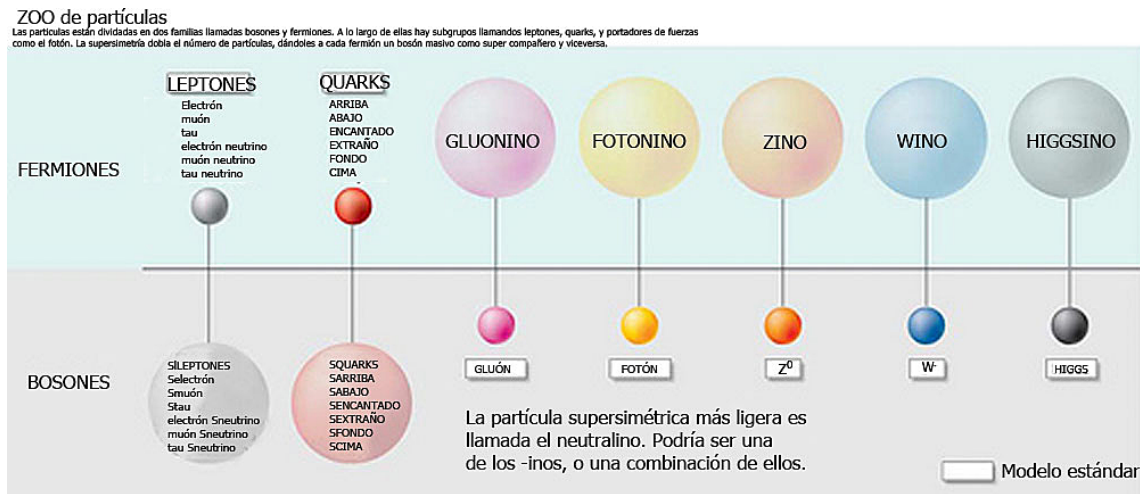 ZOO de partículas
Las particulas están divididas en dos familias llamadas bosones y fermiones. A lo largo de ellas hay subgrupos llamandos leptones, quarks, y portadores de fuerzas
como el fotón. La supersimetría dobla el número de partículas, dándoles a cada fermión un bosón masivo como super compañero y viceversa.
LEPTONES
Electrón
muón
tau
electrón neutrino
muón neutrino
tau neutrino
QUARKS
ARRIBA
ABAJO
ENCANTADO
EXTRAÑO
FONDO
CIMA
GLUONINO
FOTONINO
ZINO
WINO
HIGGSINO
FERMIONES
BOSONES
SlLEPTONES
Selectrón
Smuón
Stau
electrón Sneutrino
muón Sneutrino
tau Sneutrino
SQUARKS
SARRIBA
SABAJO
SENCANTADO
SEXTRAÑO
SFONDO
SCIMA
GLUÓN
FOTÓN
Z⁰
W-
HIGGS
La partícula supersimétrica más ligera es
llamada el neutralino. Podría ser una
de los -inos, o una combinación de ellos.
Modelo estándar